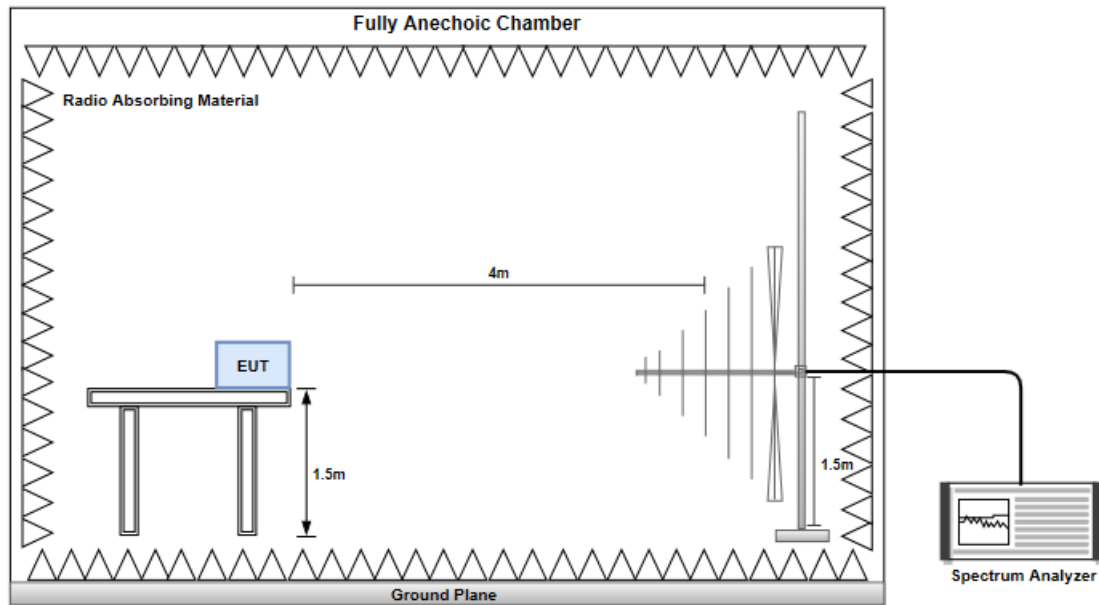 Fully Anechoic Chamber
Radio Absorbing Material
4m
EUT
1.5m
1.5m
Spectrum Analyzer
Ground Plane